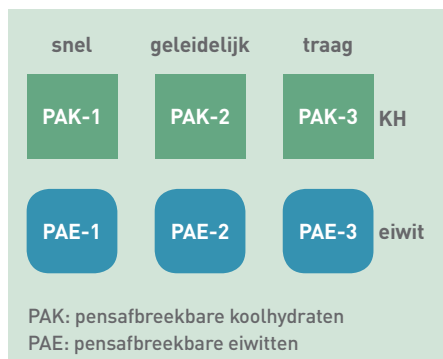 snel geleidelijk traag
PAK-1 PAK-2 PAK-3 KH
PAE-1 PAE-2 PAE-3 eiwit
PAK: pensafbreekbare koolhydraten
PAE: pensafbreekbare eiwitten